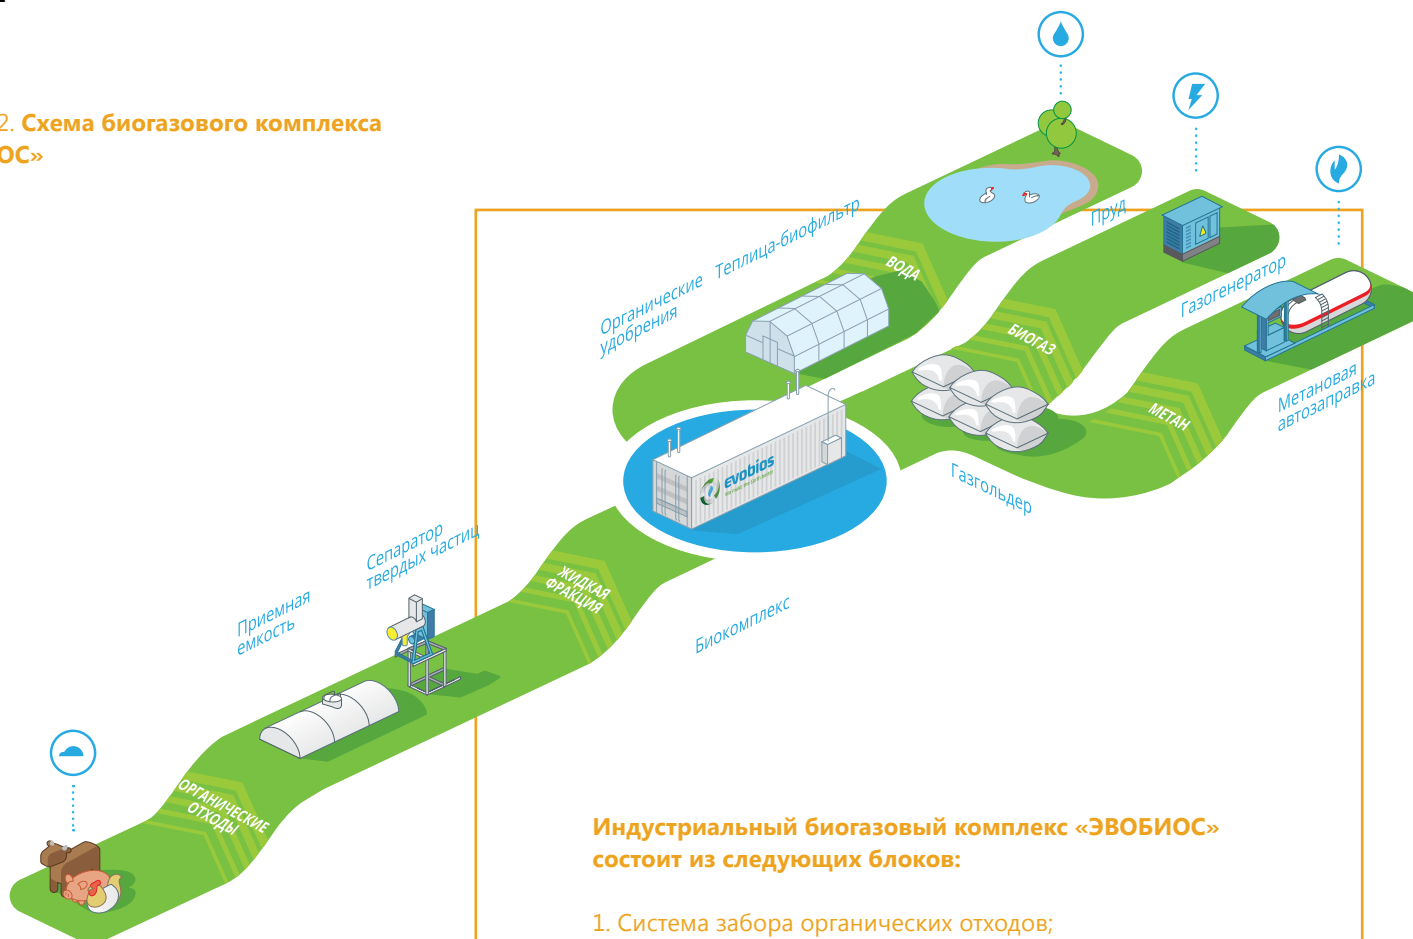 2. Схема биогазового комплекса
ОС»
Теплица-биофильтр
Пруд
Органические
удобрения
ВОДА
Газогенератор
БИОГАЗ
Метановая
автозаправка
МЕТАН
evobios
Газгольдер
Сепаратор
твердых частиц
ЖИДКАЯ
ФРАКЦИЯ
Биокомплекс
Приемная
емкость
ОРГАНИЧЕСКИЕ
ОТХОДЫ
Индустриальный биогазовый комплекс «ЭВОБИОС»
состоит из следующих блоков:
1. Система забора органических отходов;